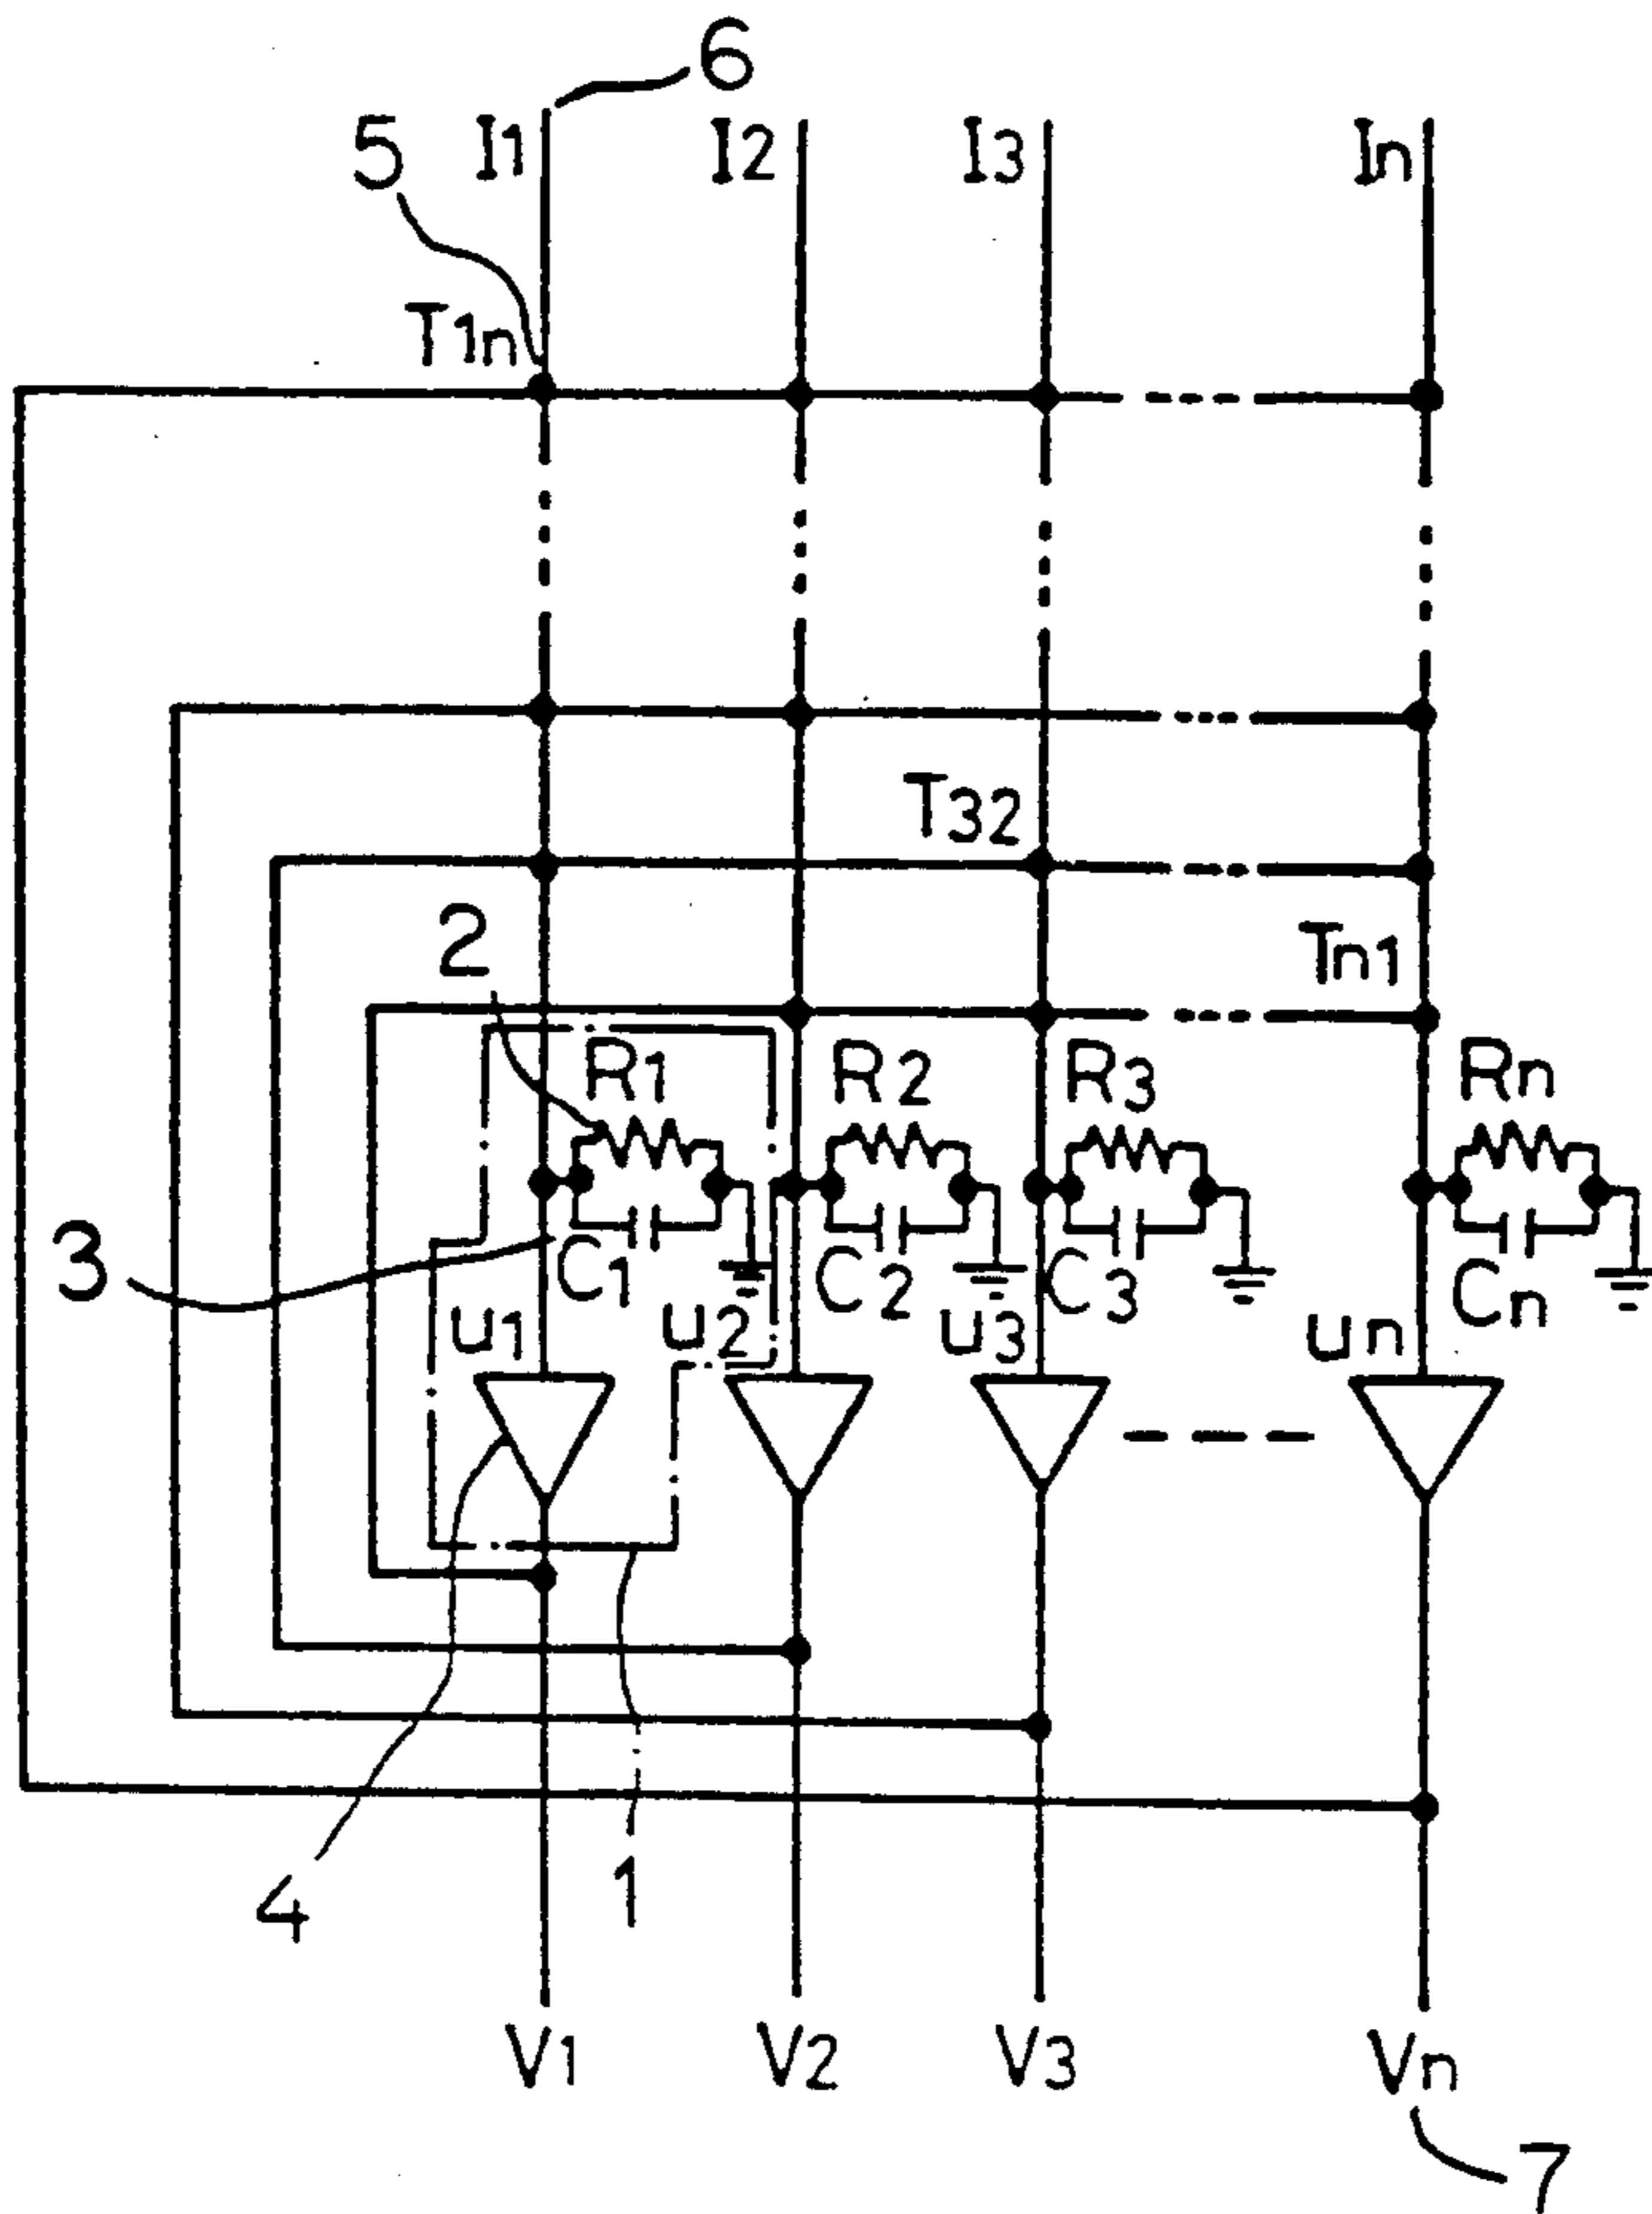 6
5 I1 I2 I3 In
T1n
T32
2 Tn1
R1 R2 R3 Rn
3 C1 C2 C3 Cn
u1 u2 u3 un
4 1
V1 V2 V3 Vn
7